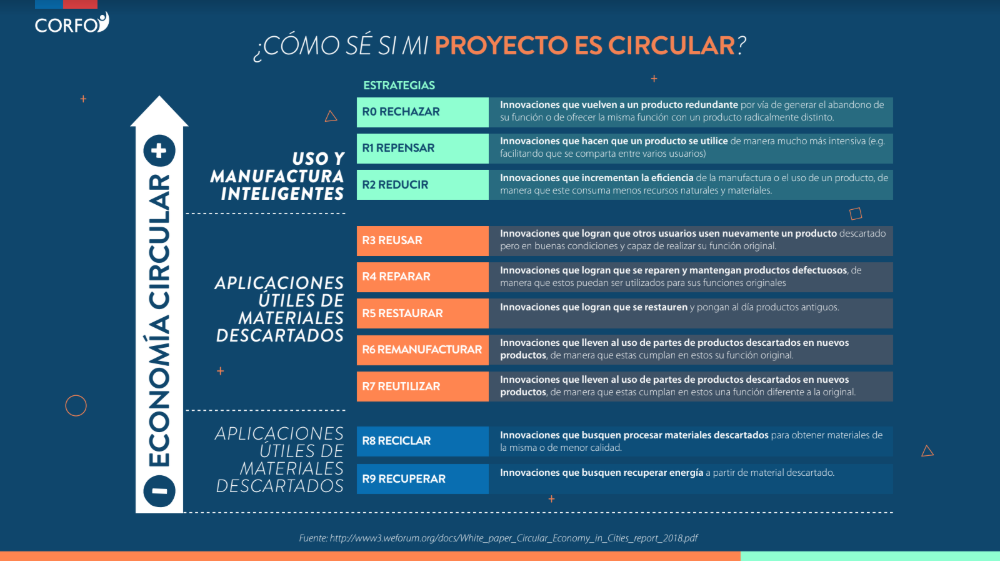 CORFO
¿CÓMO SÉ SI MI PROYECTO ES CIRCULAR?
ESTRATEGIAS
ECONOMÍA CIRCULAR
+
–
USO Y
MANUFACTURA
INTELIGENTES
R0 RECHAZAR
Innovaciones que vuelven a un producto redundante por vía de generar el abandono de
su función o de ofrecer la misma función con un producto radicalmente distinto.
R1 REPENSAR
Innovaciones que hacen que un producto se utilice de manera mucho más intensiva (e.g.
facilitando que se comparta entre varios usuarios)
R2 REDUCIR
Innovaciones que incrementan la eficiencia de la manufactura o el uso de un producto, de
manera que este consuma menos recursos naturales y materiales.
APLICACIONES
ÚTILES DE
MATERIALES
DESCARTADOS
R3 REUSAR
Innovaciones que logran que otros usuarios usen nuevamente un producto descartado
pero en buenas condiciones y capaz de realizar su función original.
R4 REPARAR
Innovaciones que logran que se reparen y mantengan productos defectuosos, de
manera que estos puedan ser utilizados para sus funciones originales
R5 RESTAURAR
Innovaciones que logran que se restauren y pongan al día productos antiguos.
R6 REMANUFACTURAR
Innovaciones que lleven al uso de partes de productos descartados en nuevos
productos, de manera que estas cumplan en estos su función original.
R7 REUTILIZAR
Innovaciones que lleven al uso de partes de productos descartados en nuevos
productos, de manera que estas cumplan en estos una función diferente a la original.
APLICACIONES
ÚTILES DE
MATERIALES
DESCARTADOS
R8 RECICLAR
Innovaciones que busquen procesar materiales descartados para obtener materiales de
la misma o de menor calidad.
R9 RECUPERAR
Innovaciones que busquen recuperar energía a partir de material descartado.
Fuente: http://www3.weforum.org/docs/White_paper_Circular_Economy_in_Cities_report_2018.pdf